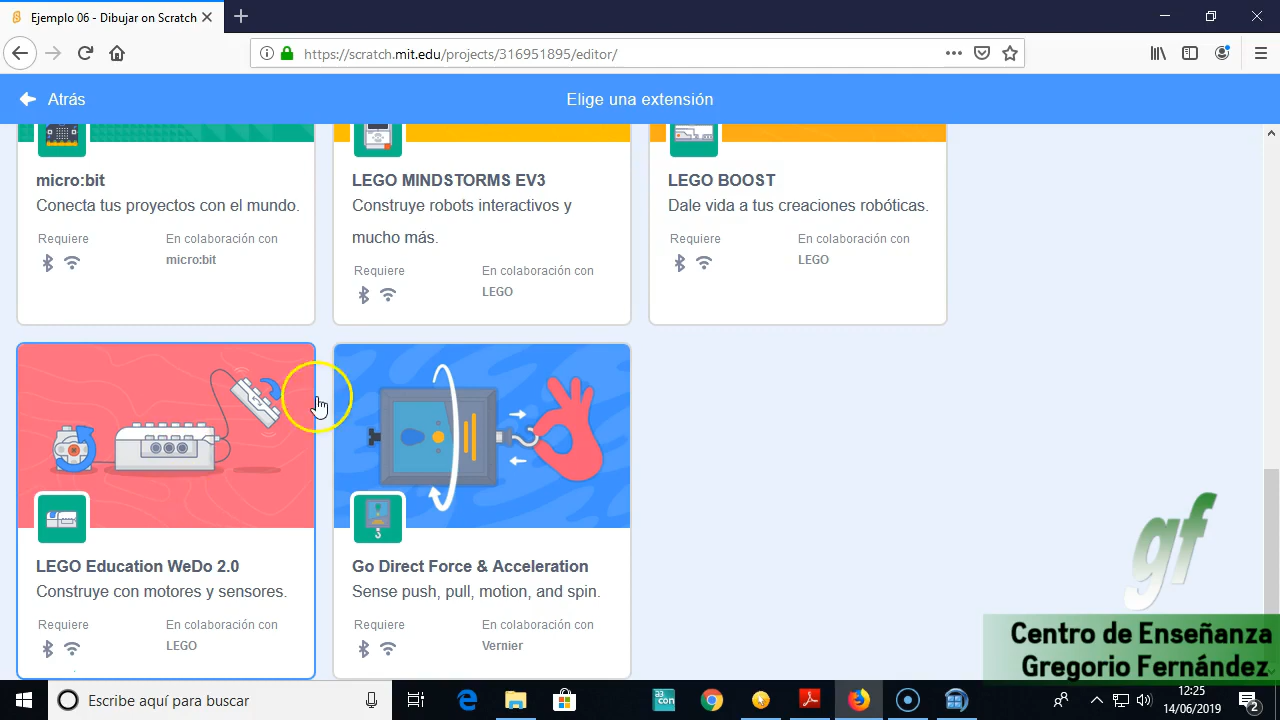 Ejemplo 06 - Dibujar on Scratch
https://scratch.mit.edu/projects/316951895/editor/
Atrás
Elige una extensión
micro:bit
Conecta tus proyectos con el mundo.
Requiere
En colaboración con
micro:bit
LEGO MINDSTORMS EV3
Construye robots interactivos y
mucho más.
Requiere
En colaboración con
LEGO
LEGO BOOST
Dale vida a tus creaciones robóticas.
Requiere
En colaboración con
LEGO
LEGO Education WeDo 2.0
Construye con motores y sensores.
Requiere
En colaboración con
LEGO
Go Direct Force & Acceleration
Sense push, pull, motion, and spin.
Requiere
En colaboración con
Vernier
gf
Centro de Enseñanza
Gregorio Fernández
Escribe aquí para buscar
a3
con
12:25
14/06/2019
2